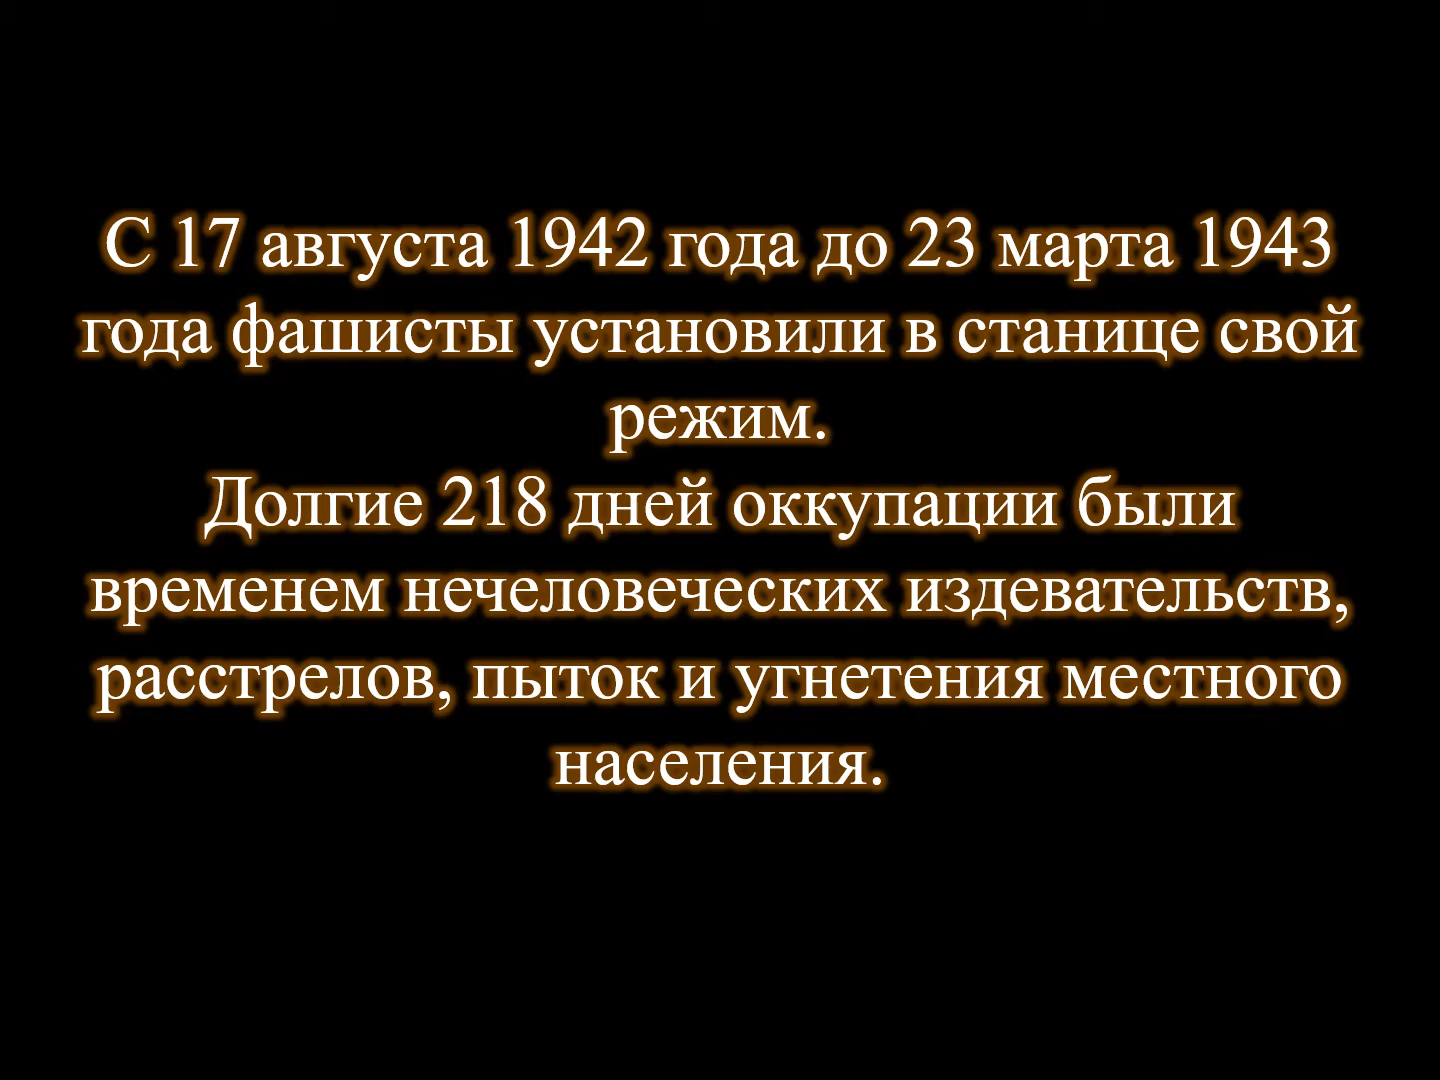 С 17 августа 1942 года до 23 марта 1943
года фашисты установили в станице свой
режим.
Долгие 218 дней оккупации были
временем нечеловеческих издевательств,
расстрелов, пыток и угнетения местного
населения.